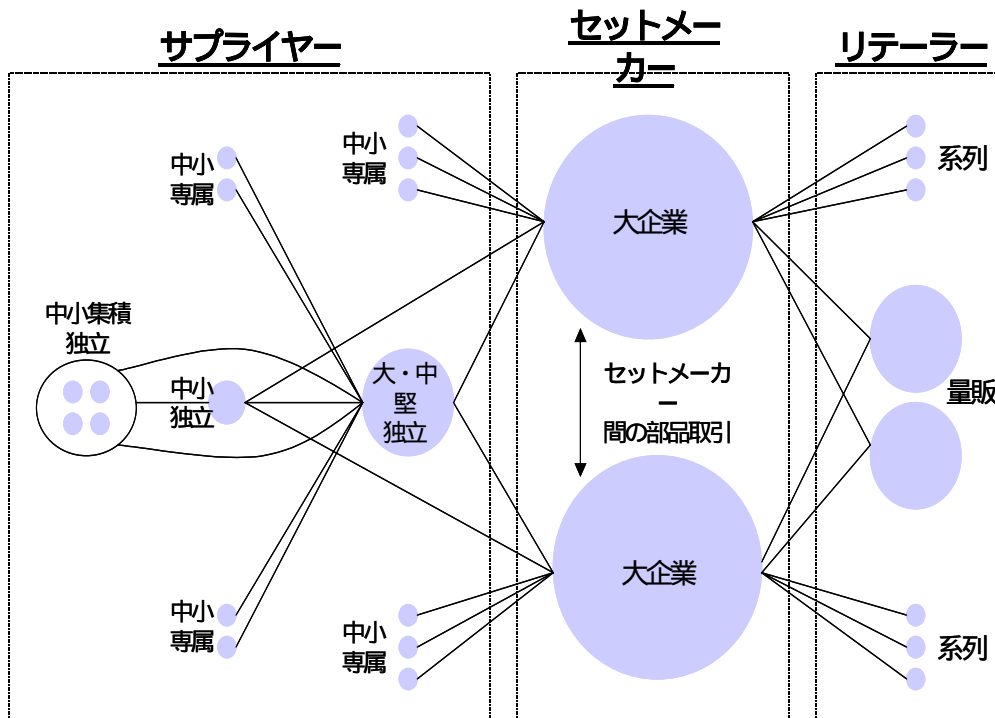 サプライヤー
セットメー
カー
リテーラー
中小
専属
中小
専属
大企業
系列
中小集積
独立
中小
独立
大・中
堅
独立
セットメーカ
ー
間の部品取引
量販
大企業
中小
専属
中小
専属
系列